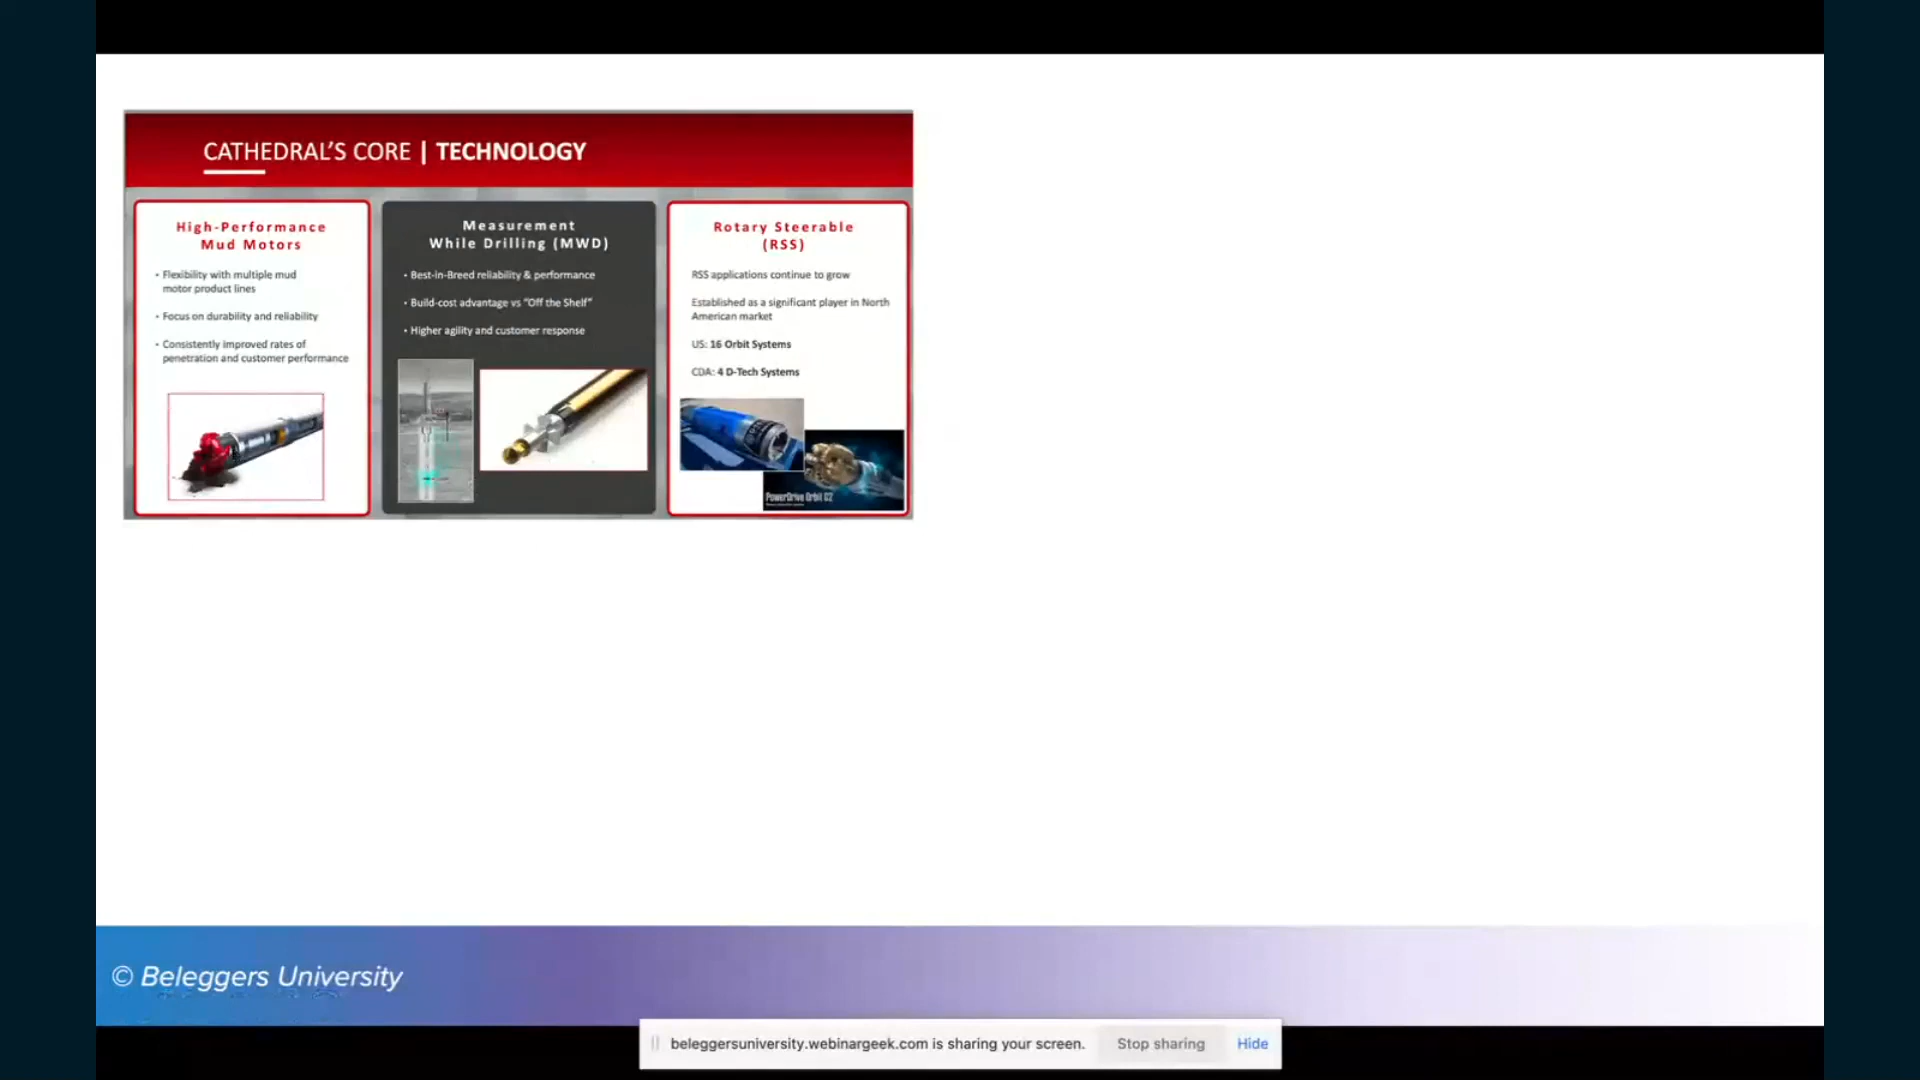 CATHEDRAL'S CORE | TECHNOLOGY
High-Performance
Mud Motors
• Flexibility with multiple mud
motor product lines
• Focus on durability and reliability
• Consistently improved rates of
penetration and customer performance
Measurement
While Drilling (MWD)
• Best-in-Breed reliability & performance
• Build-cost advantage vs "Off the Shelf"
• Higher agility and customer response
Rotary Steerable
(RSS)
RSS applications continue to grow
Established as a significant player in North
American market
US: 16 Orbit Systems
CDA: 4 D-Tech Systems
PowerDrive Orbit G2
© Beleggers University
beleggersuniversity.webinargeek.com is sharing your screen.
Stop sharing
Hide